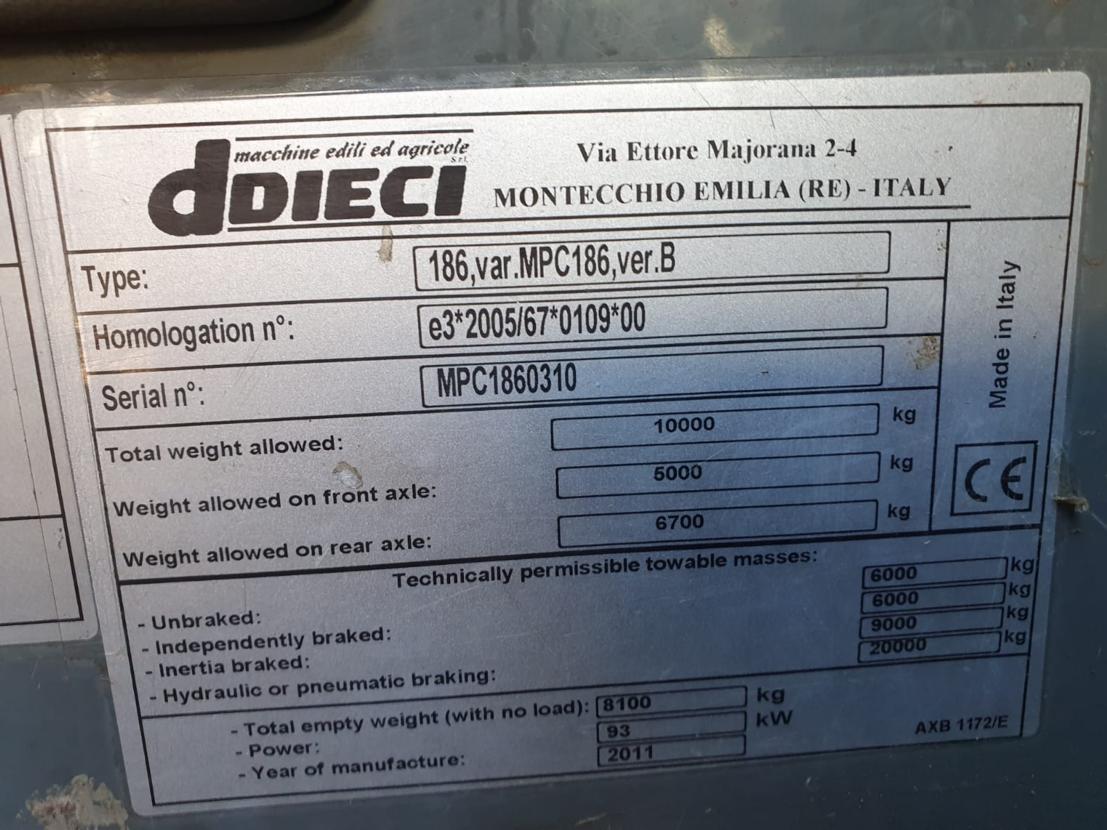 macchine edili ed agricole s.r.l.
dDIECI
Via Ettore Majorana 2-4
MONTECCHIO EMILIA (RE) - ITALY
Type: 186,var.MPC186,ver.B
Homologation n°: e3*2005/67*0109*00
Serial n°: MPC1860310
Made in Italy
CE
Total weight allowed: 10000 kg
Weight allowed on front axle: 5000 kg
Weight allowed on rear axle: 6700 kg
Technically permissible towable masses:
- Unbraked: 6000 kg
- Independently braked: 6000 kg
- Inertia braked: 9000 kg
- Hydraulic or pneumatic braking: 20000 kg
- Total empty weight (with no load): 8100 kg
- Power: 93 kW
- Year of manufacture: 2011
AXB 1172/E